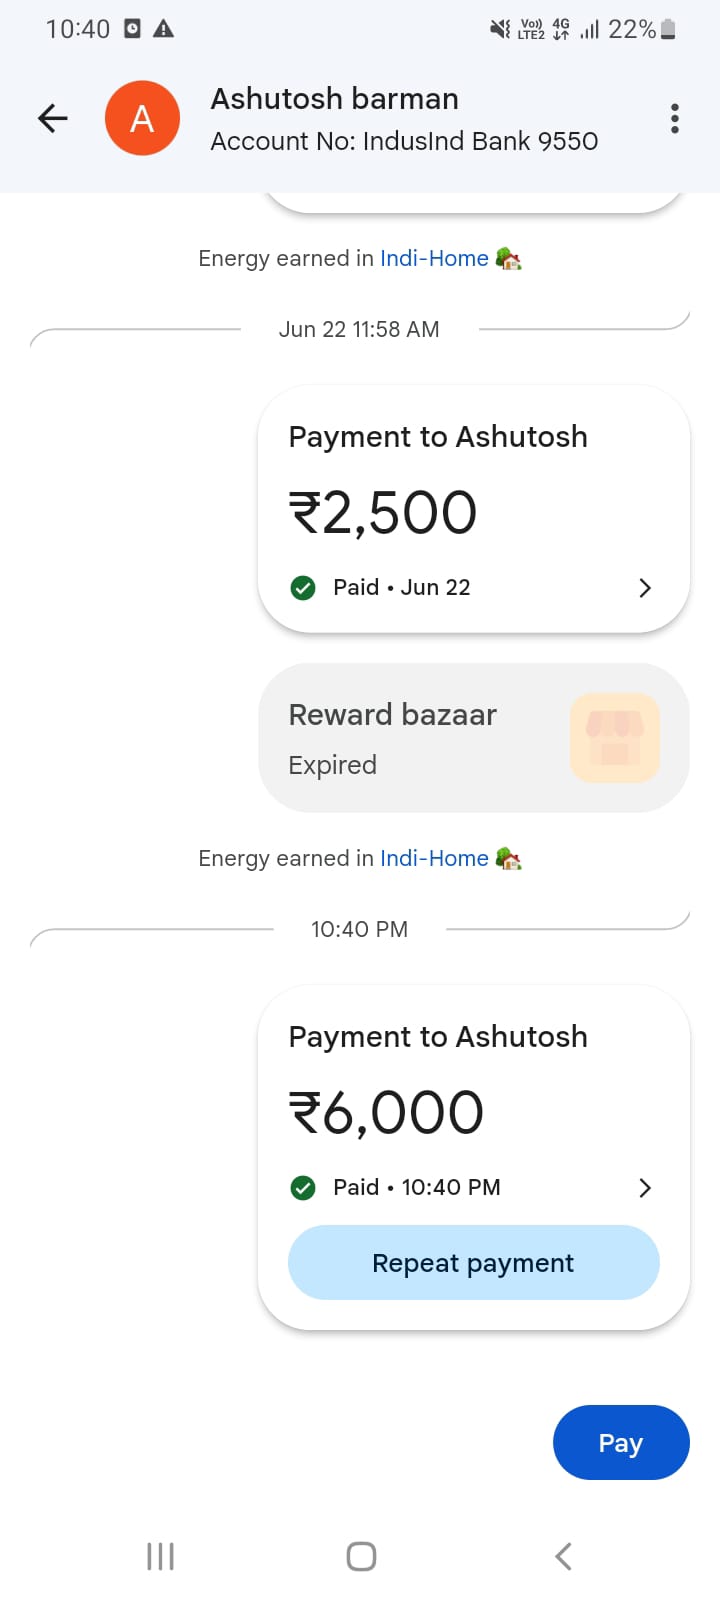 10:40
Vo)) LTE2 4G 22%
A
Ashutosh barman
Account No: IndusInd Bank 9550
Energy earned in Indi-Home
Jun 22 11:58 AM
Payment to Ashutosh
₹2,500
Paid • Jun 22
Reward bazaar
Expired
Energy earned in Indi-Home
10:40 PM
Payment to Ashutosh
₹6,000
Paid • 10:40 PM
Repeat payment
Pay